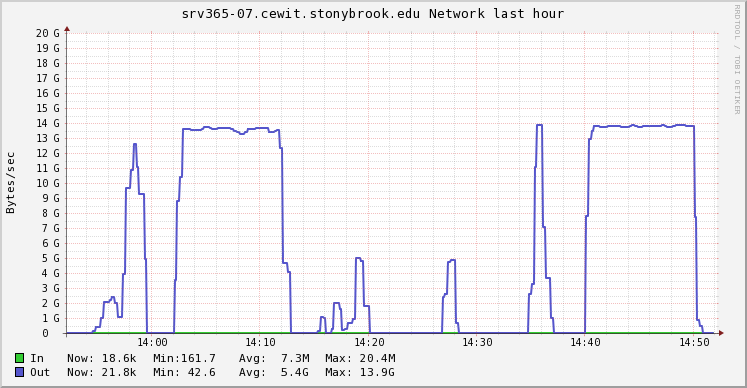 srv365-07.cewit.stonybrook.edu Network last hour
RRDTOOL / TOBI OETIKER
Bytes/sec
20 G
19 G
18 G
17 G
16 G
15 G
14 G
13 G
12 G
11 G
10 G
9 G
8 G
7 G
6 G
5 G
4 G
3 G
2 G
1 G
0
14:00 14:10 14:20 14:30 14:40 14:50
In Now: 18.6k Min:161.7 Avg: 7.3M Max: 20.4M
Out Now: 21.8k Min: 42.6 Avg: 5.4G Max: 13.9G